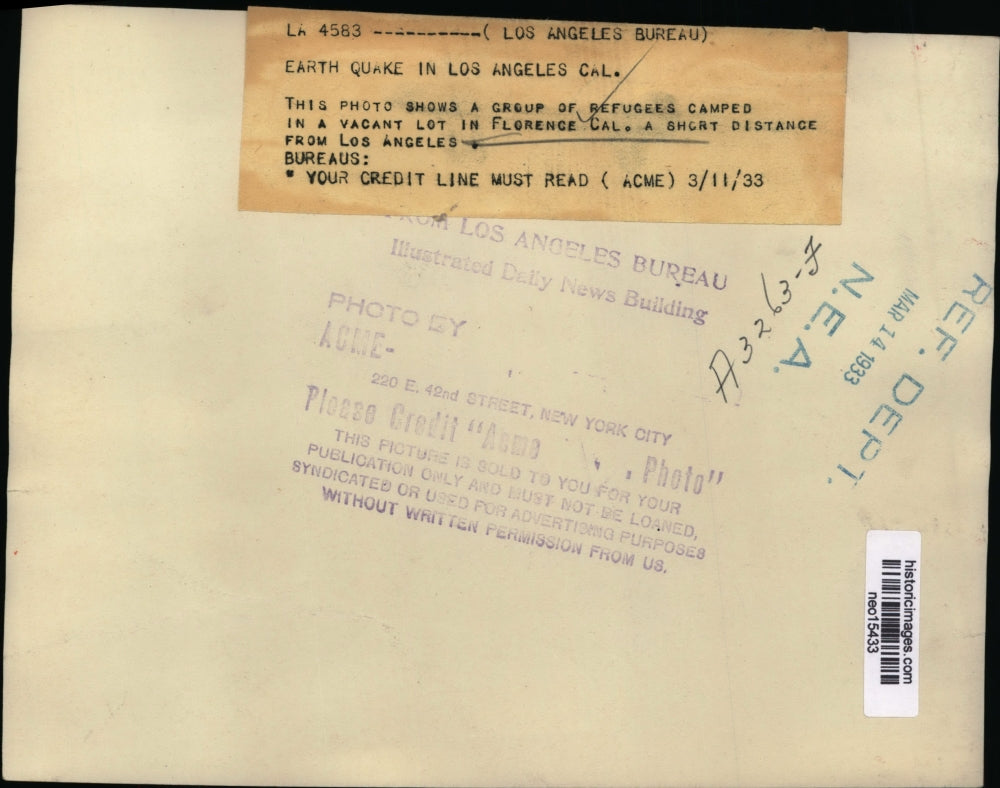 LA 4583 ----------( LOS ANGELES BUREAU)
EARTH QUAKE IN LOS ANGELES CAL.
THIS PHOTO SHOWS A GROUP OF REFUGEES CAMPED
IN A VACANT LOT IN FLORENCE CAL. A SHORT DISTANCE
FROM LOS ANGELES .
BUREAUS:
* YOUR CREDIT LINE MUST READ ( ACME) 3/11/33
FROM LOS ANGELES BUREAU
Illustrated Daily News Building
PHOTO BY
ACME-
220 E. 42nd STREET, NEW YORK CITY
Please Credit "Acme Photo"
THIS PICTURE IS SOLD TO YOU FOR YOUR
PUBLICATION ONLY AND MUST NOT BE LOANED,
SYNDICATED OR USED FOR ADVERTISING PURPOSES
WITHOUT WRITTEN PERMISSION FROM US.
A3263-F
N.E.A.
MAR 14 1933
REF. DEPT.
historicimages.com
neo15433